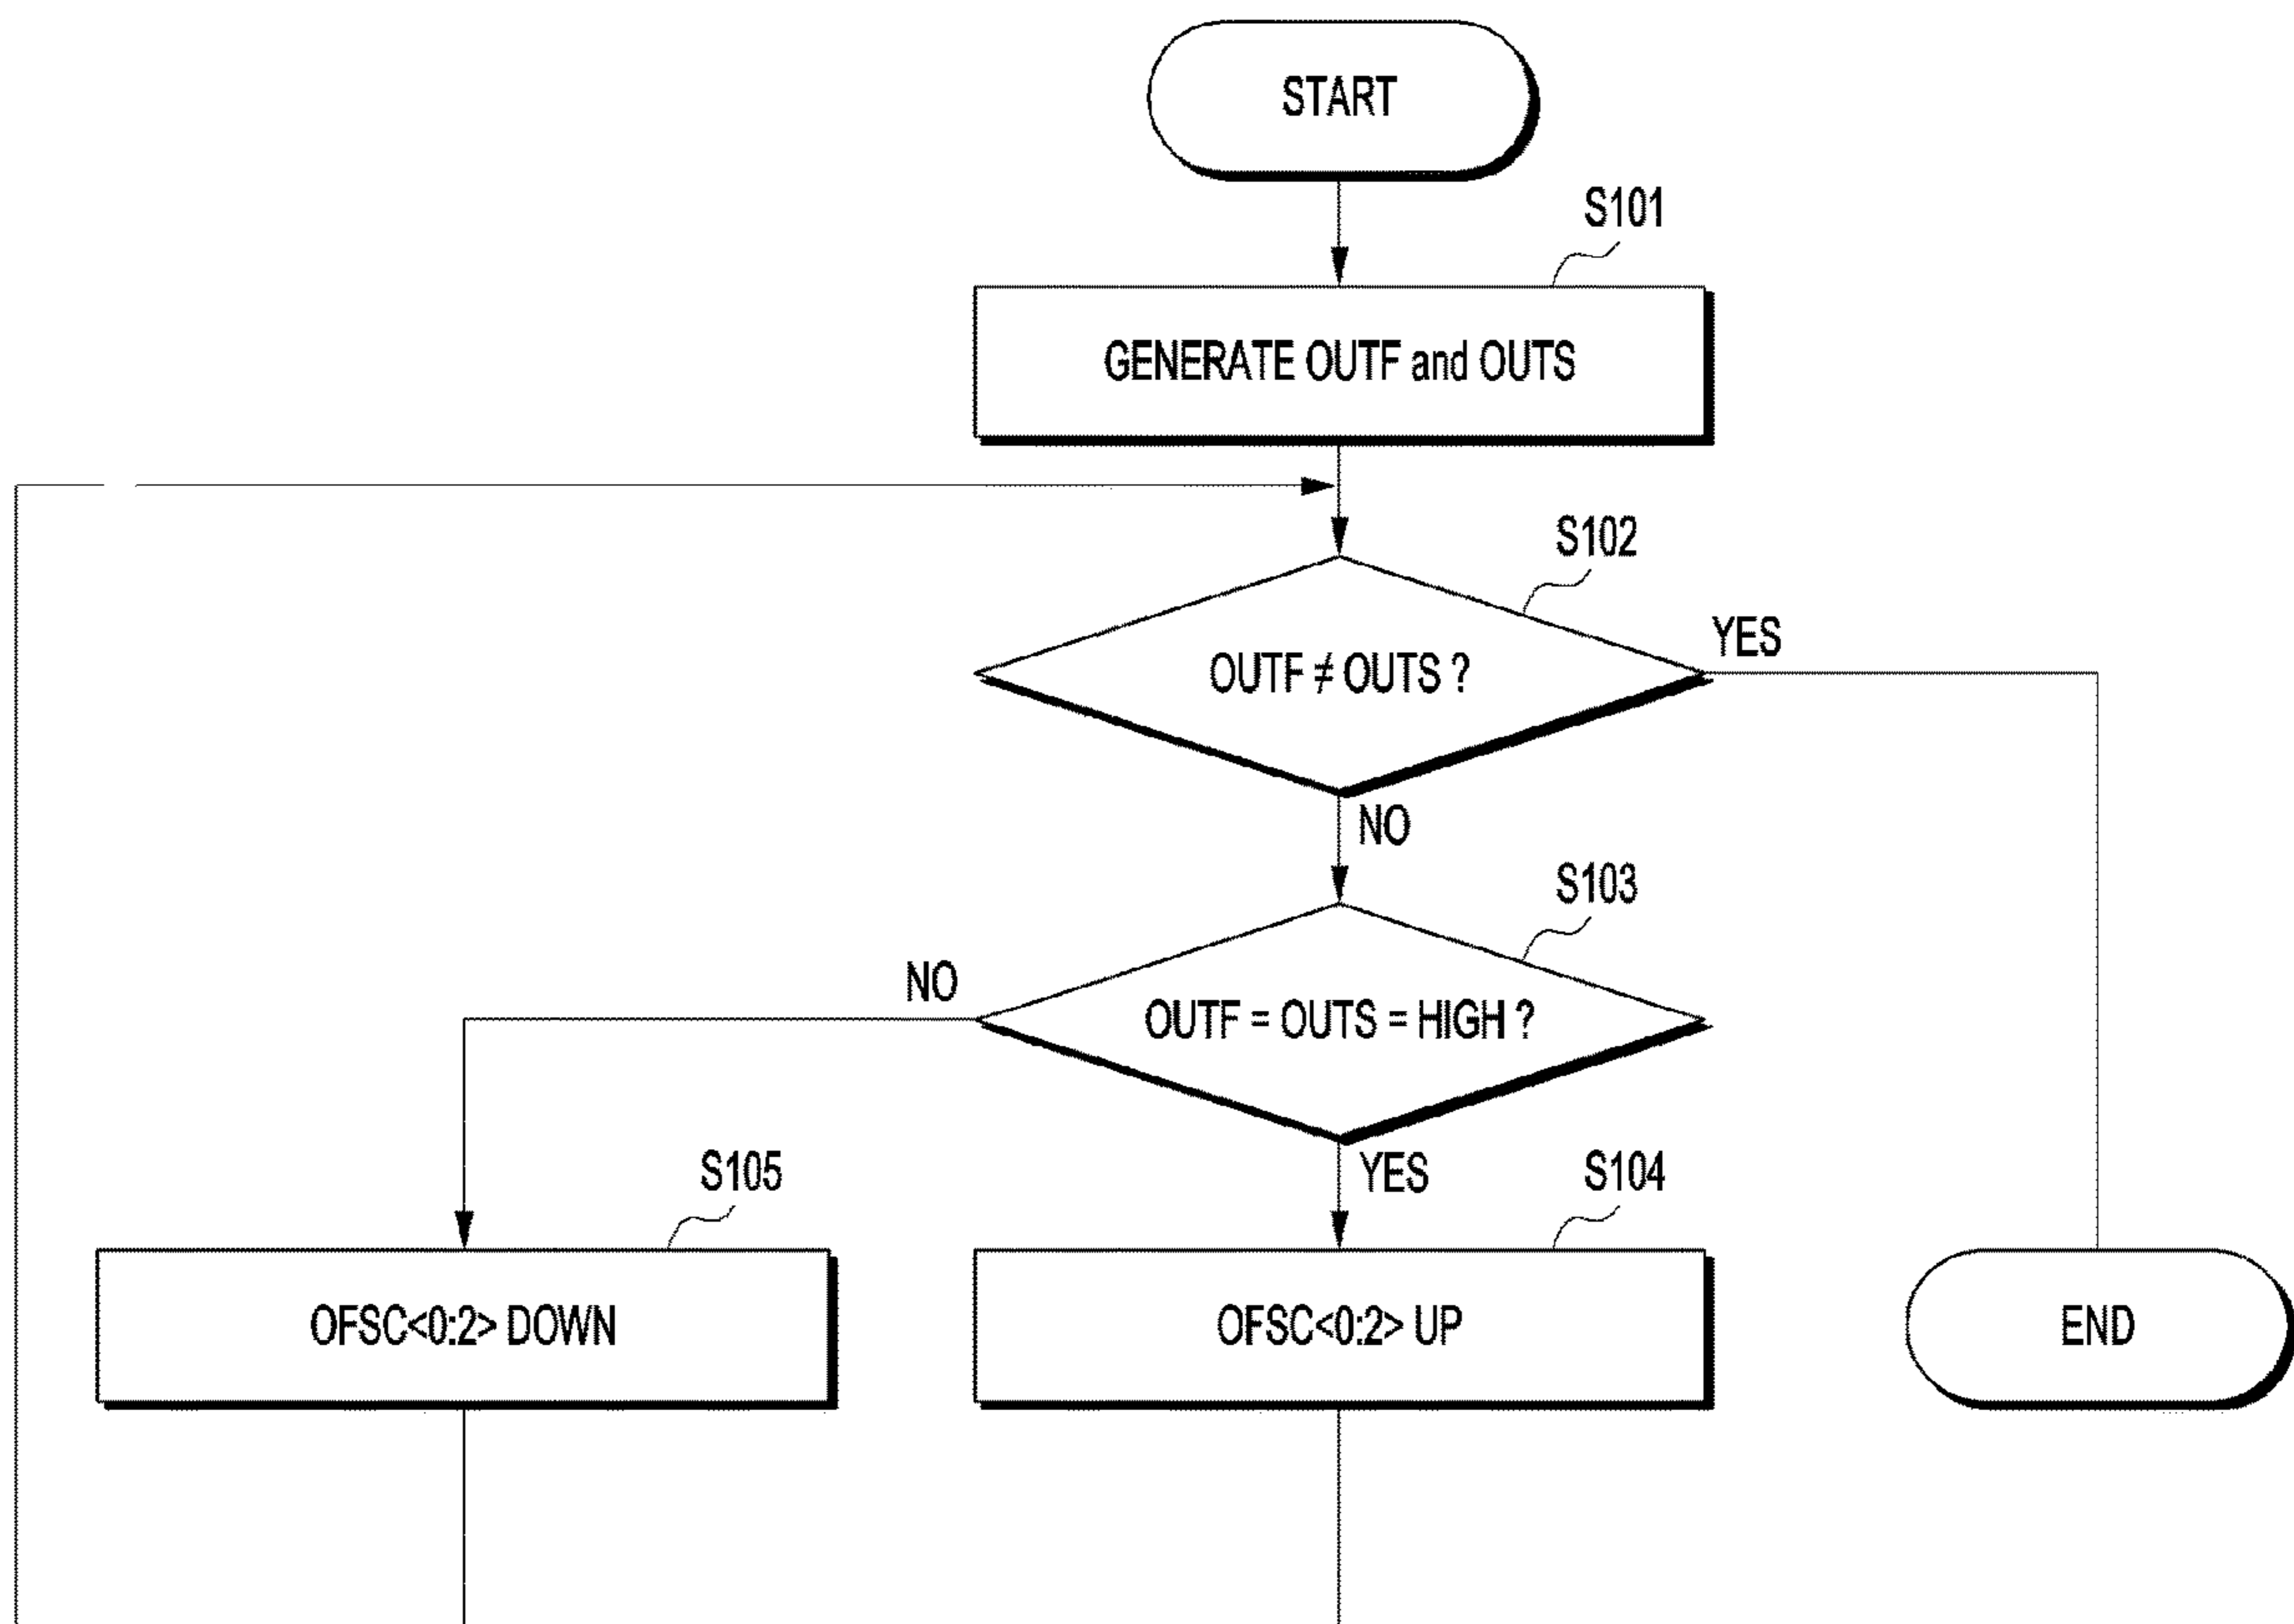 START
S101
GENERATE OUTF and OUTS
S102
OUTF ≠ OUTS ?
YES
NO
S103
OUTF = OUTS = HIGH ?
NO
YES
S105
S104
OFSC<0:2> DOWN
OFSC<0:2> UP
END